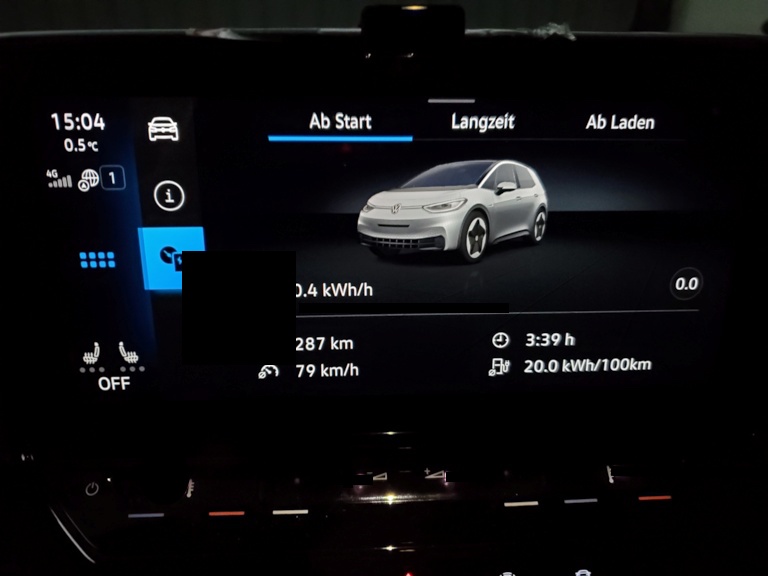 15:04
0.5°C
4G
1
OFF
Ab Start
Langzeit
Ab Laden
0.4 kWh/h
0.0
287 km
79 km/h
3:39 h
20.0 kWh/100km